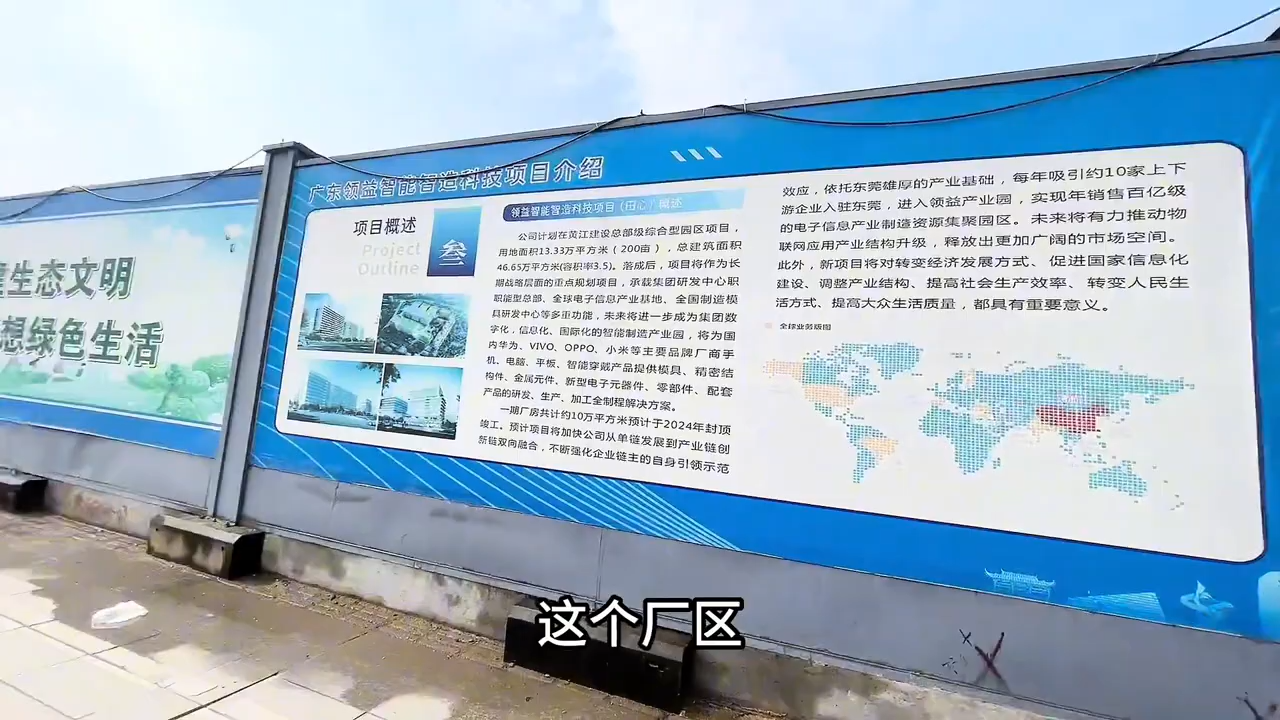 生态文明
想绿色生活
广东领益智能智造科技项目介绍
项目概述
Project
Outline
叁
领益智能智造科技项目（田心）概述
公司计划在黄江建设总部级综合型园区项目，
用地面积13.33万平方米（200亩），总建筑面积
46.65万平方米(容积率3.5)。落成后，项目将作为长
期战略层面的重点规划项目，承载集团研发中心职
职能型总部、全球电子信息产业基地、全国制造模
具研发中心等多重功能，未来将进一步成为集团数
字化，信息化、国际化的智能制造产业园，将为国
内华为、VIVO、OPPO、小米等主要品牌厂商手
机、电脑、平板、智能穿戴产品提供模具、精密结
构件、金属元件、新型电子元器件、零部件、配套
产品的研发、生产、加工全制程解决方案。
一期厂房共计约10万平方米预计于2024年封顶
竣工。预计项目将加快公司从单链发展到产业链创
新链双向融合，不断强化企业链主的自身引领示范
效应，依托东莞雄厚的产业基础，每年吸引约10家上下
游企业入驻东莞，进入领益产业园，实现年销售百亿级
的电子信息产业制造资源集聚园区。未来将有力推动物
联网应用产业结构升级，释放出更加广阔的市场空间。
此外，新项目将对转变经济发展方式、促进国家信息化
建设、调整产业结构、提高社会生产效率、转变人民生
活方式、提高大众生活质量，都具有重要意义。
全球业务版图
这个厂区